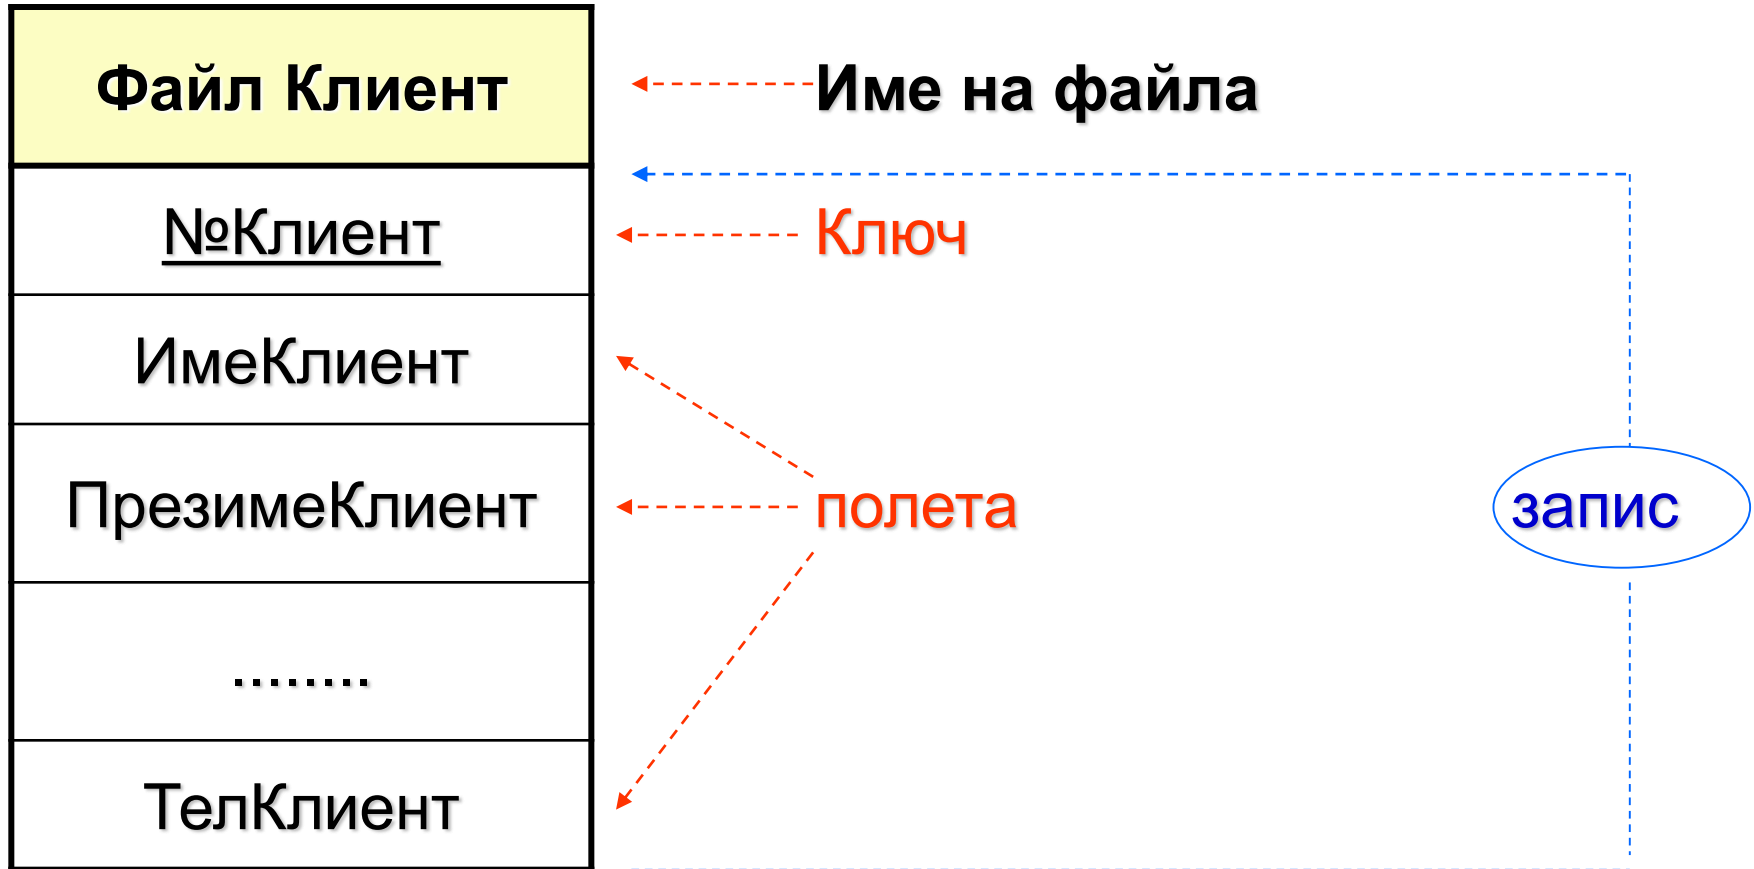 Файл Клиент
Име на файла
№Клиент
Ключ
ИмеКлиент
ПрезимеКлиент
полета
запис
........
ТелКлиент